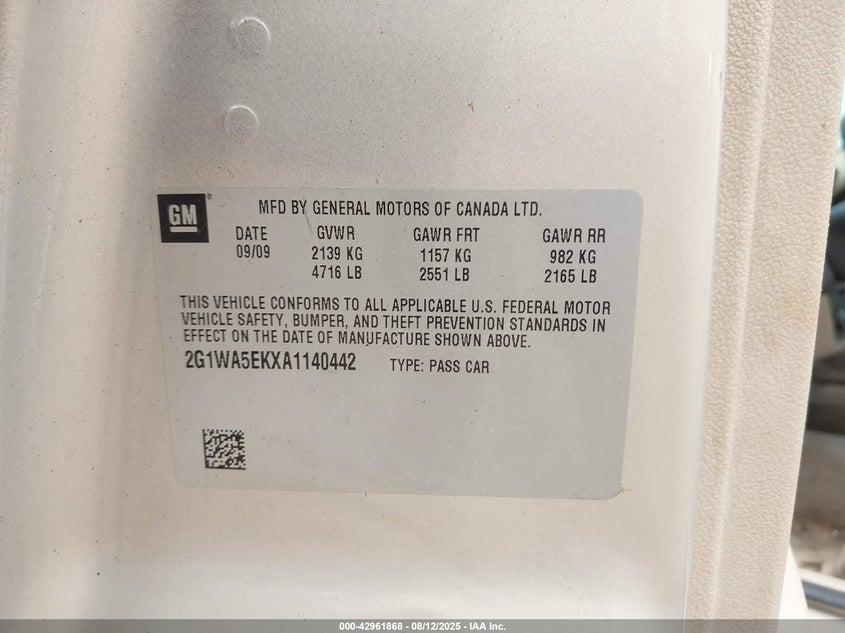 GM ®
MFD BY GENERAL MOTORS OF CANADA LTD.
DATE GVWR GAWR FRT GAWR RR
09/09 2139 KG 1157 KG 982 KG
4716 LB 2551 LB 2165 LB
THIS VEHICLE CONFORMS TO ALL APPLICABLE U.S. FEDERAL MOTOR
VEHICLE SAFETY, BUMPER, AND THEFT PREVENTION STANDARDS IN
EFFECT ON THE DATE OF MANUFACTURE SHOWN ABOVE.
2G1WA5EKXA1140442 TYPE: PASS CAR
000-42961868 - 08/12/2025 - IAA Inc.